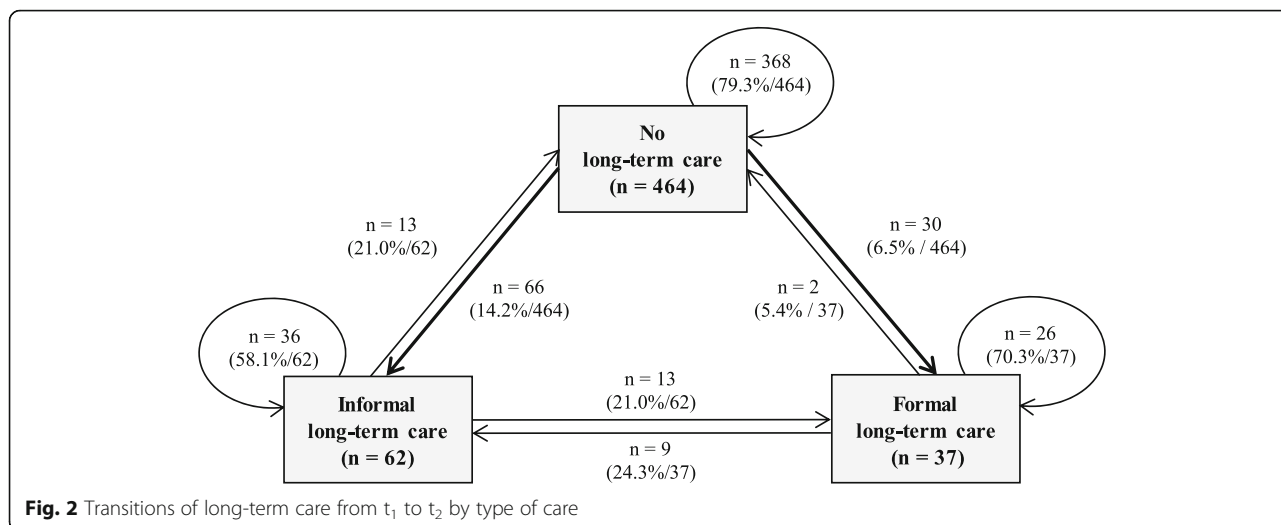 n = 368
(79.3%/464)
No
long-term care
(n = 464)
n = 13
(21.0%/62)
n = 30
(6.5% / 464)
n = 66
(14.2%/464)
n = 2
(5.4% / 37)
n = 36
(58.1%/62)
n = 26
(70.3%/37)
Informal
long-term care
(n = 62)
n = 13
(21.0%/62)
n = 9
(24.3%/37)
Formal
long-term care
(n = 37)
Fig. 2 Transitions of long-term care from t₁ to t₂ by type of care